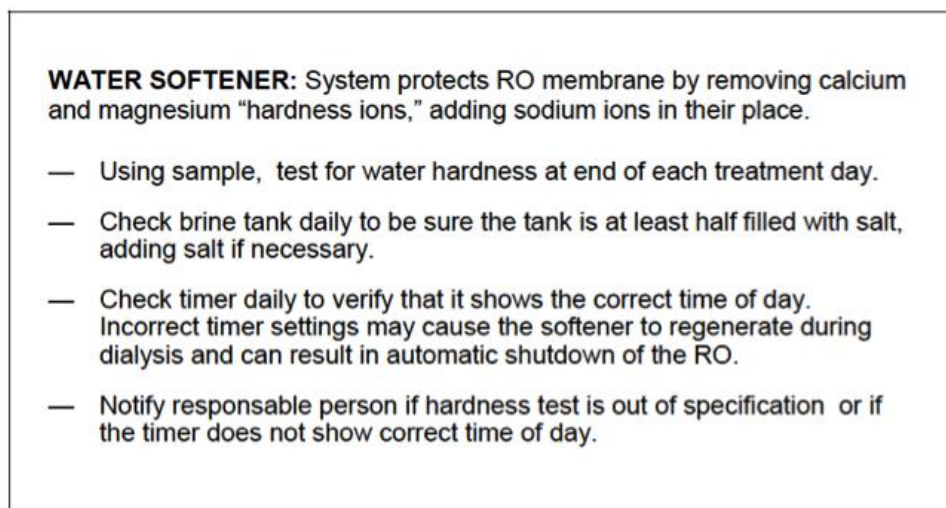 WATER SOFTENER: System protects RO membrane by removing calcium
and magnesium “hardness ions,” adding sodium ions in their place.
— Using sample, test for water hardness at end of each treatment day.
— Check brine tank daily to be sure the tank is at least half filled with salt,
adding salt if necessary.
— Check timer daily to verify that it shows the correct time of day.
Incorrect timer settings may cause the softener to regenerate during
dialysis and can result in automatic shutdown of the RO.
— Notify responsable person if hardness test is out of specification or if
the timer does not show correct time of day.